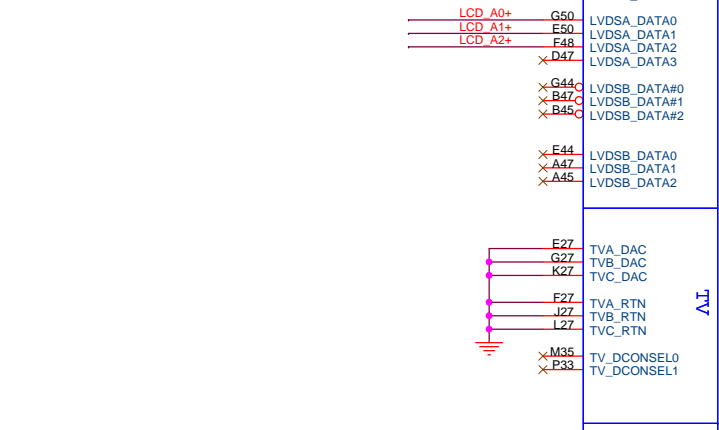 LCD_A0+ G50 LVDSA_DATA0
LCD_A1+ E50 LVDSA_DATA1
LCD_A2+ F48 LVDSA_DATA2
D47 LVDSA_DATA3
G44 LVDSB_DATA#0
B47 LVDSB_DATA#1
B45 LVDSB_DATA#2
E44 LVDSB_DATA0
A47 LVDSB_DATA1
A45 LVDSB_DATA2
E27 TVA_DAC
G27 TVB_DAC
K27 TVC_DAC
F27 TVA_RTN
J27 TVB_RTN
L27 TVC_RTN
TV
M35 TV_DCONSEL0
P33 TV_DCONSEL1